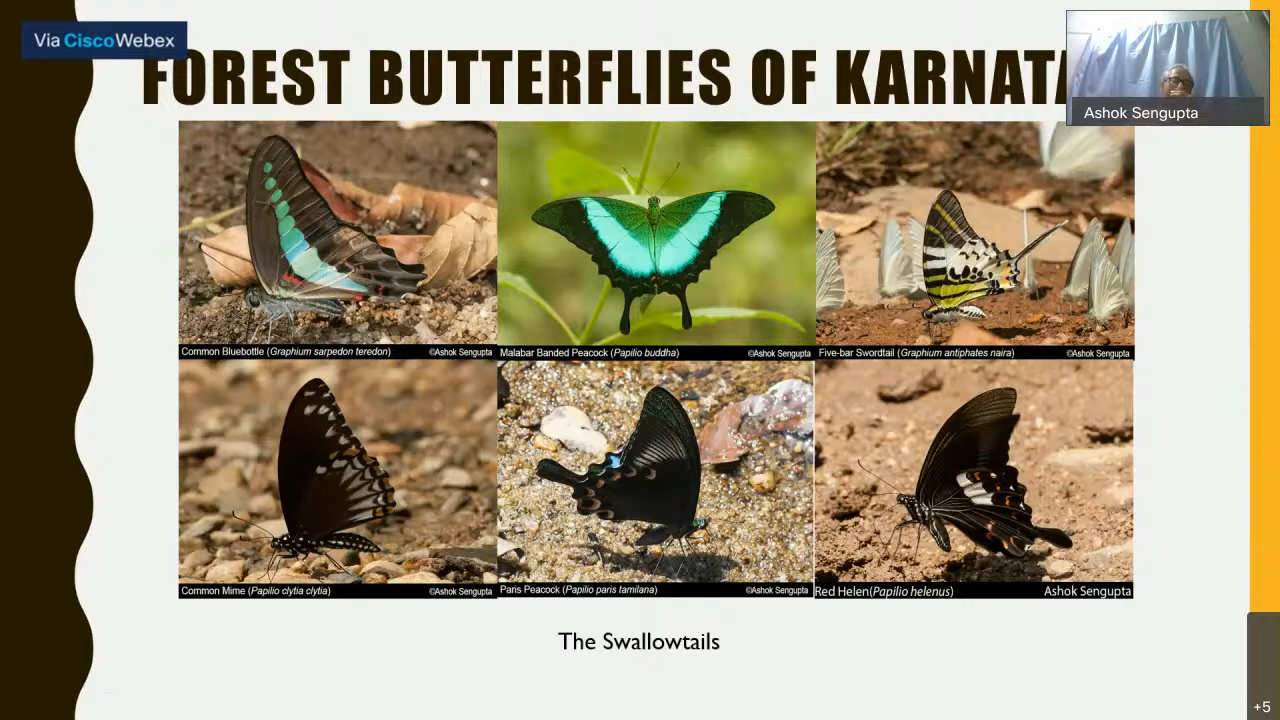 Via CiscoWebex
FOREST BUTTERFLIES OF KARNATA
Ashok Sengupta
Common Bluebottle (Graphium sarpedon teredon) ©Ashok Sengupta
Malabar Banded Peacock (Papilio buddha) ©Ashok Sengupta
Five-bar Swordtail (Graphium antiphates naira) ©Ashok Sengupta
Common Mime (Papilio clytia clytia) ©Ashok Sengupta
Paris Peacock (Papilio paris tamilana) ©Ashok Sengupta
Red Helen(Papilio helenus) Ashok Sengupta
The Swallowtails
+5